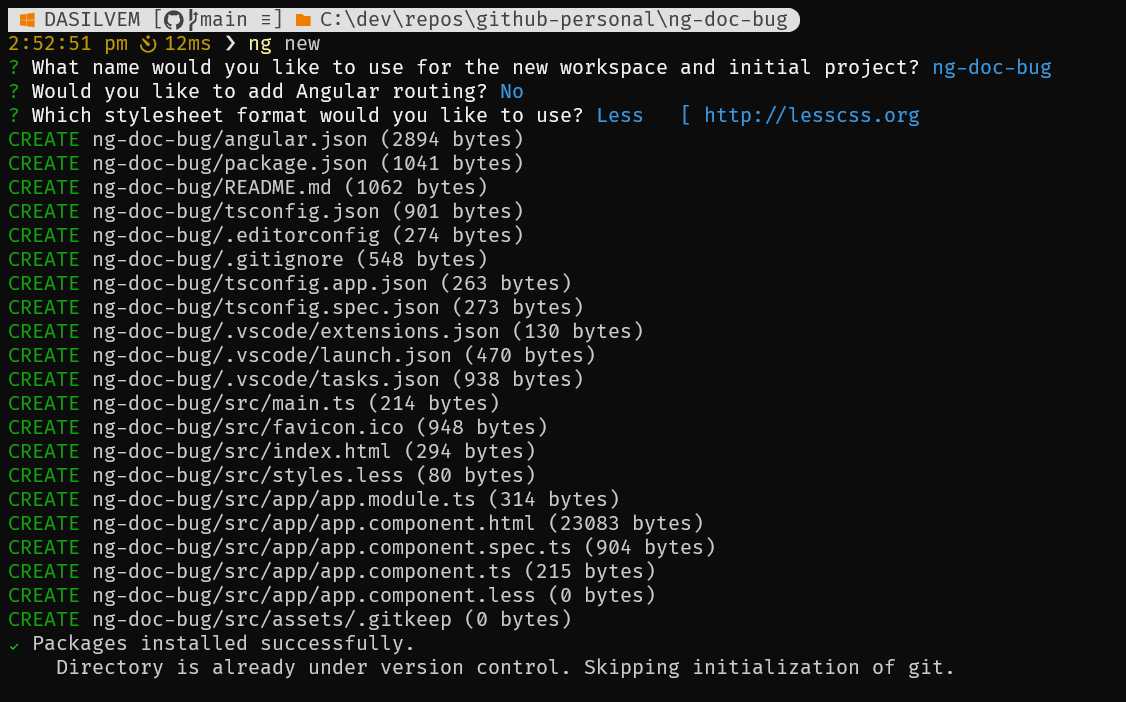 DASILVEM [main ≡] C:\dev\repos\github-personal\ng-doc-bug
2:52:51 pm 12ms ❯ ng new
? What name would you like to use for the new workspace and initial project? ng-doc-bug
? Would you like to add Angular routing? No
? Which stylesheet format would you like to use? Less   [ http://lesscss.org
CREATE ng-doc-bug/angular.json (2894 bytes)
CREATE ng-doc-bug/package.json (1041 bytes)
CREATE ng-doc-bug/README.md (1062 bytes)
CREATE ng-doc-bug/tsconfig.json (901 bytes)
CREATE ng-doc-bug/.editorconfig (274 bytes)
CREATE ng-doc-bug/.gitignore (548 bytes)
CREATE ng-doc-bug/tsconfig.app.json (263 bytes)
CREATE ng-doc-bug/tsconfig.spec.json (273 bytes)
CREATE ng-doc-bug/.vscode/extensions.json (130 bytes)
CREATE ng-doc-bug/.vscode/launch.json (470 bytes)
CREATE ng-doc-bug/.vscode/tasks.json (938 bytes)
CREATE ng-doc-bug/src/main.ts (214 bytes)
CREATE ng-doc-bug/src/favicon.ico (948 bytes)
CREATE ng-doc-bug/src/index.html (294 bytes)
CREATE ng-doc-bug/src/styles.less (80 bytes)
CREATE ng-doc-bug/src/app/app.module.ts (314 bytes)
CREATE ng-doc-bug/src/app/app.component.html (23083 bytes)
CREATE ng-doc-bug/src/app/app.component.spec.ts (904 bytes)
CREATE ng-doc-bug/src/app/app.component.ts (215 bytes)
CREATE ng-doc-bug/src/app/app.component.less (0 bytes)
CREATE ng-doc-bug/src/assets/.gitkeep (0 bytes)
✓ Packages installed successfully.
Directory is already under version control. Skipping initialization of git.